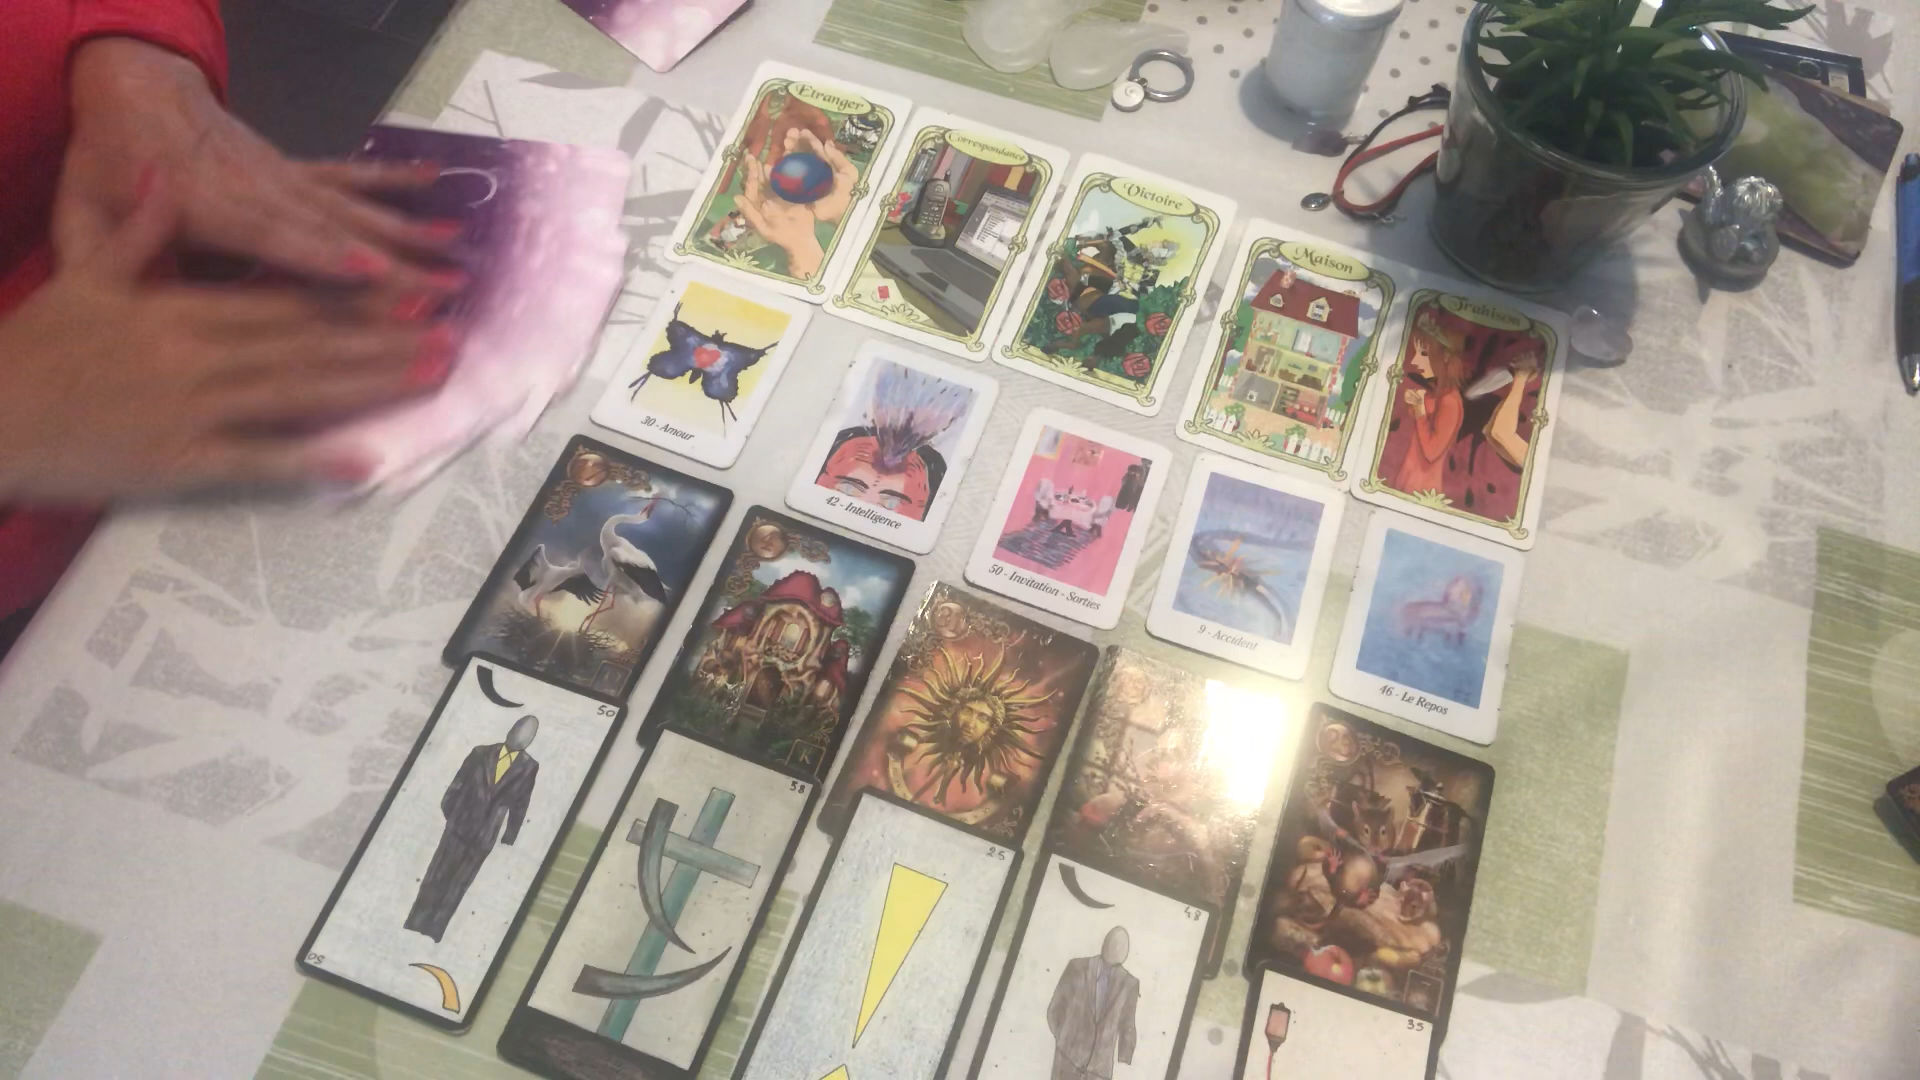 Etranger
Correspondance
Victoire
Maison
Trahison
30 - Amour
42 - Intelligence
50 - Invitation - Sorties
9 - Accident
46 - Le Repos
K
50
50
58
25
48
35